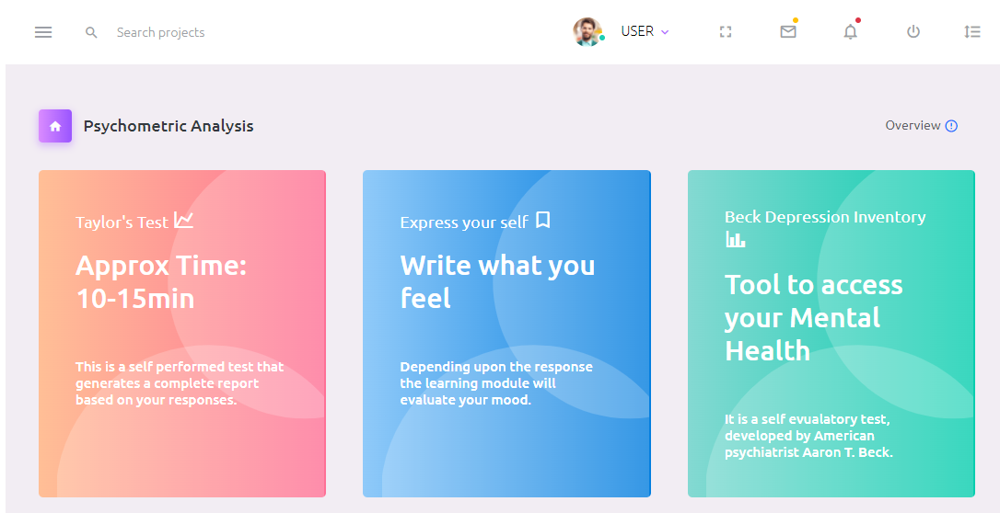 Search projects
USER
Psychometric Analysis
Overview
Taylor's Test
Approx Time:
10-15min
This is a self performed test that
generates a complete report
based on your responses.
Express your self
Write what you
feel
Depending upon the response
the learning module will
evaluate your mood.
Beck Depression Inventory
Tool to access
your Mental
Health
It is a self evualatory test,
developed by American
psychiatrist Aaron T. Beck.